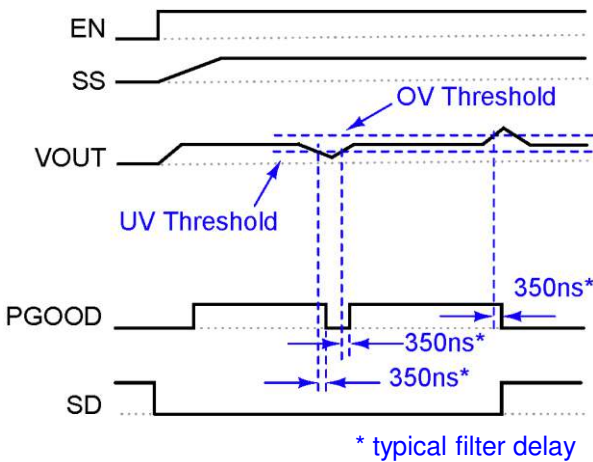 EN
SS
OV Threshold
VOUT
UV Threshold
350ns*
PGOOD
350ns*
350ns*
SD
* typical filter delay